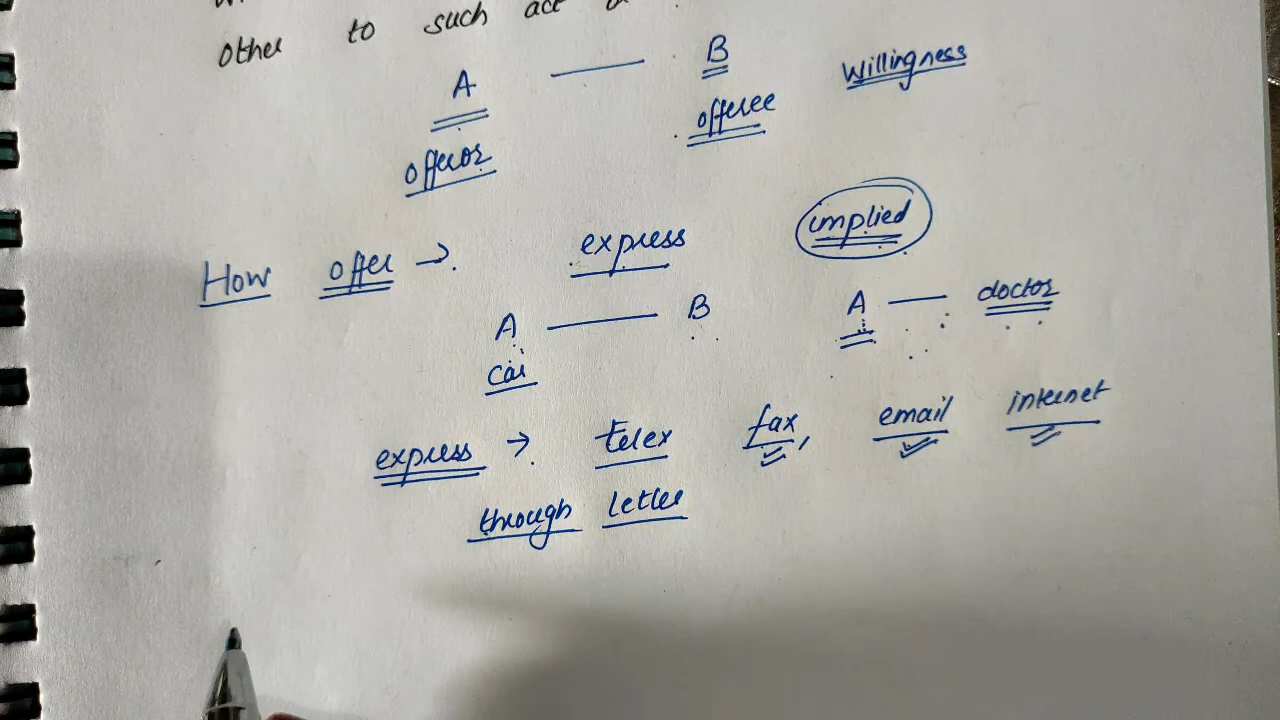 other to such act
A — B willingness
offeror offeree
How offer → express implied
A — B A — doctor
car
express → telex fax, email internet
through letter